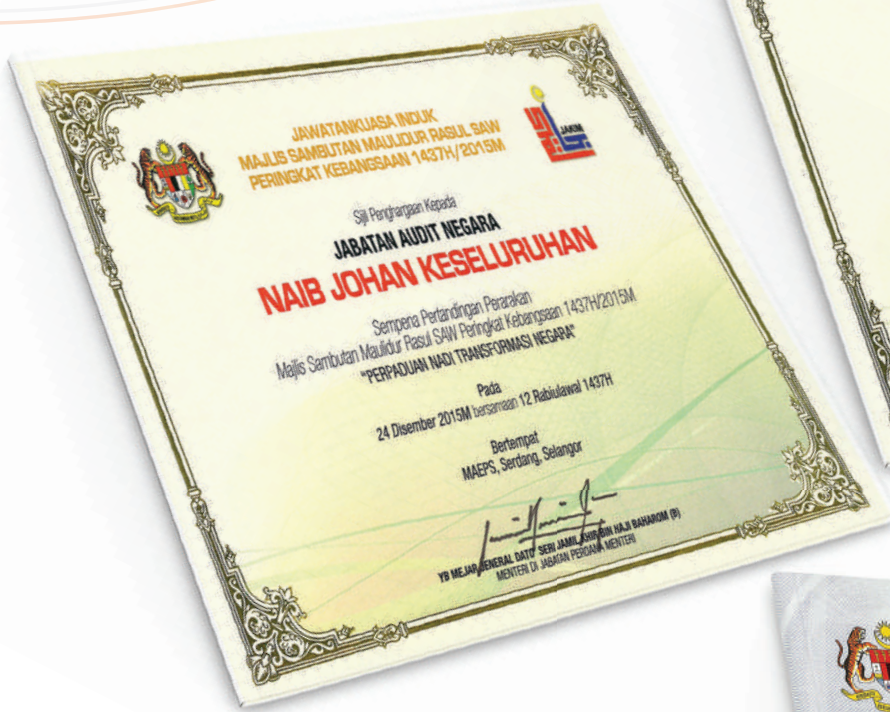 JAWATANKUASA INDUK
MAJLIS SAMBUTAN MAULIDUR RASUL SAW
PERINGKAT KEBANGSAAN 1437H/2015M
JAKIM
Sijil Penghargaan Kepada
JABATAN AUDIT NEGARA
NAIB JOHAN KESELURUHAN
Sempena Pertandingan Perarakan
Majlis Sambutan Maulidur Rasul SAW Peringkat Kebangsaan 1437H/2015M
"PERPADUAN NADI TRANSFORMASI NEGARA"
Pada
24 Disember 2015M bersamaan 12 Rabiulawal 1437H
Bertempat
MAEPS, Serdang, Selangor
YB MEJAR JENERAL DATO' SERI JAMIL KHIR BIN HAJI BAHAROM (B)
MENTERI DI JABATAN PERDANA MENTERI